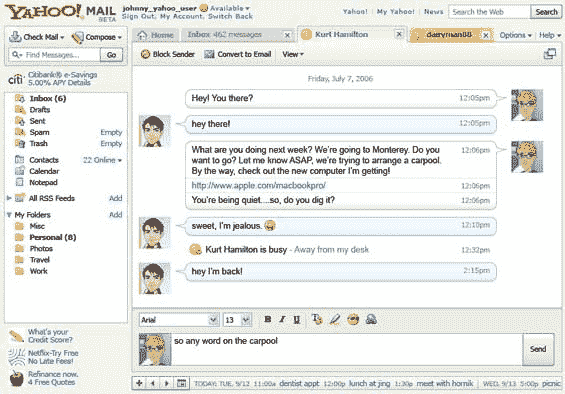 YAHOO! MAIL
BETA
johnny_yahoo_user Available
Sign Out, My Account, Switch Back
Yahoo! My Yahoo! News Search the Web Search
Check Mail Compose
Find Messages... Go
Home Inbox 462 messages Kurt Hamilton dairyman88 Options Help
Block Sender Convert to Email View
citi Citibank® e-Savings
5.00% APY Details
Inbox (6)
Drafts
Sent
Spam Empty
Trash Empty
Contacts 22 Online
Calendar
Notepad
All RSS Feeds Add
My Folders Add
Misc
Personal (8)
Photos
Travel
Work
What's your
Credit Score?
Netflix-Try Free
No Late Fees!
Refinance now.
4 Free Quotes
Friday, July 7, 2006
Hey! You there? 12:05pm
hey there! 12:05pm
What are you doing next week? We're going to Monterey. Do you 12:06pm
want to go? Let me know ASAP, we're trying to arrange a carpool.
By the way, check out the new computer I'm getting!
http://www.apple.com/macbookpro/ 12:06pm
You're being quiet....so, do you dig it? 12:06pm
sweet, I'm jealous. 12:10pm
Kurt Hamilton is busy - Away from my desk 12:32pm
hey I'm back! 2:15pm
Arial 13 B I U
so any word on the carpool
Send
TODAY: TUE, 9/12 11:00a dentist appt 12:00p lunch at jing 1:30p meet with hornik WED, 9/13 5:00p picnic